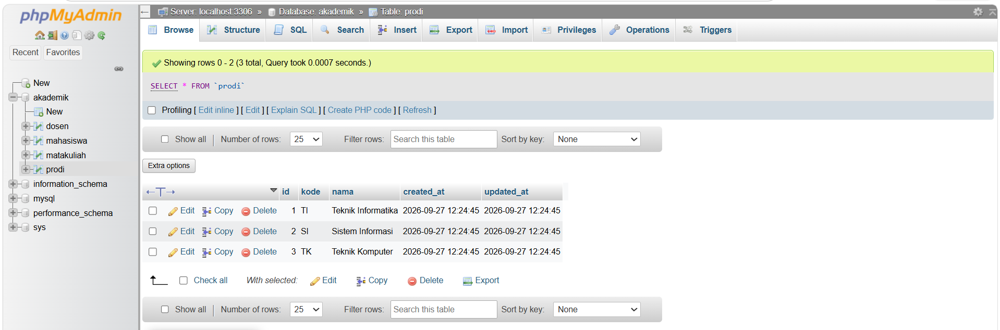 phpMyAdmin
Recent Favorites
New
akademik
New
dosen
mahasiswa
matakuliah
prodi
information_schema
mysql
performance_schema
sys
Server: localhost:3306 » Database: akademik » Table: prodi
Browse Structure SQL Search Insert Export Import Privileges Operations Triggers
Showing rows 0 - 2 (3 total, Query took 0.0007 seconds.)
SELECT * FROM `prodi`
Profiling [ Edit inline ] [ Edit ] [ Explain SQL ] [ Create PHP code ] [ Refresh ]
Show all | Number of rows: 25 Filter rows: Search this table Sort by key: None
Extra options
←T→ id kode nama created_at updated_at
Edit Copy Delete 1 TI Teknik Informatika 2026-09-27 12:24:45 2026-09-27 12:24:45
Edit Copy Delete 2 SI Sistem Informasi 2026-09-27 12:24:45 2026-09-27 12:24:45
Edit Copy Delete 3 TK Teknik Komputer 2026-09-27 12:24:45 2026-09-27 12:24:45
Check all With selected: Edit Copy Delete Export
Show all | Number of rows: 25 Filter rows: Search this table Sort by key: None